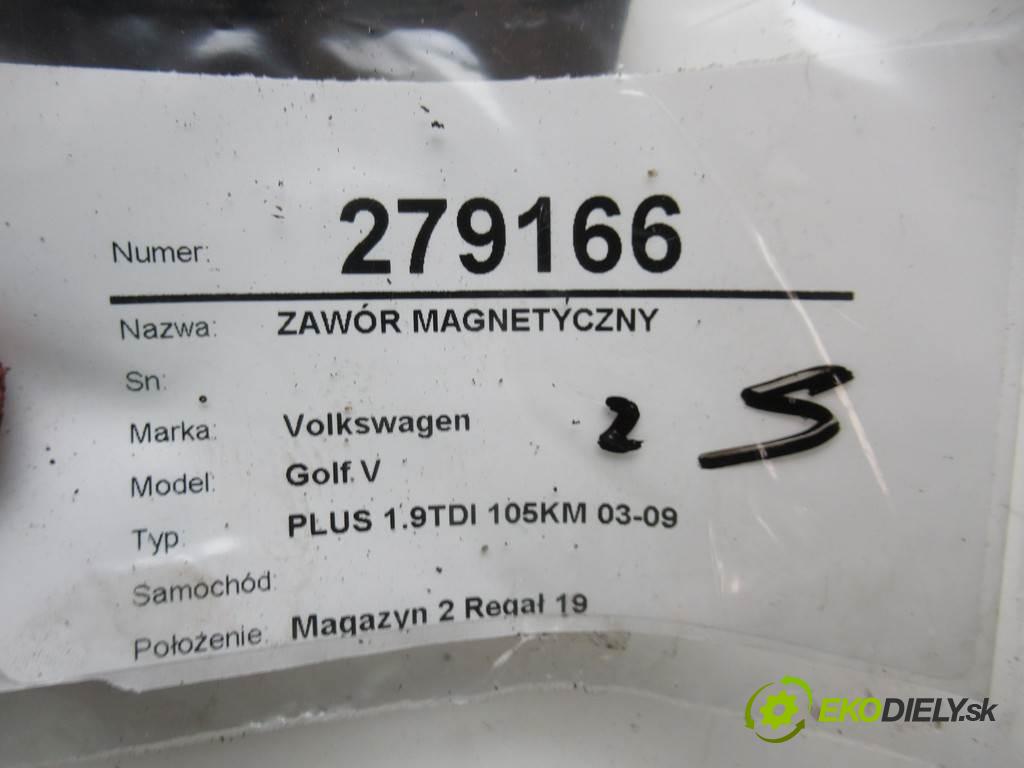 Numer: 279166
Nazwa: ZAWÓR MAGNETYCZNY
Sn:
Marka: Volkswagen
2 5
Model: Golf V
Typ: PLUS 1.9TDI 105KM 03-09
Samochód:
Położenie: Magazyn 2 Regał 19
EKODIELY.sk